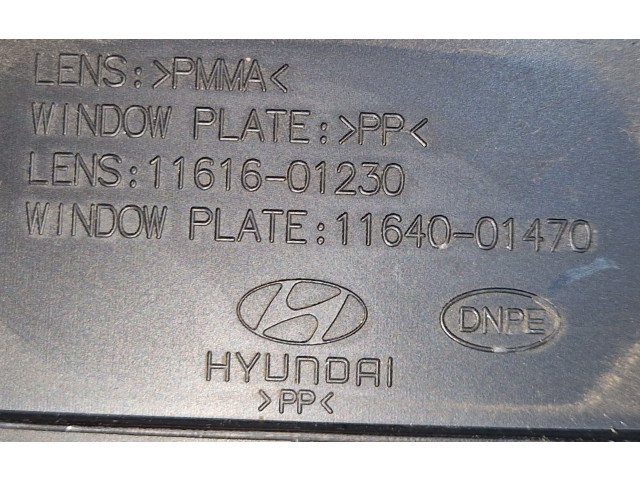 LENS:>PMMA<
WINDOW PLATE:>PP<
LENS:11616-01230
WINDOW PLATE:11640-01470
DNPE
HYUNDAI
>PP<